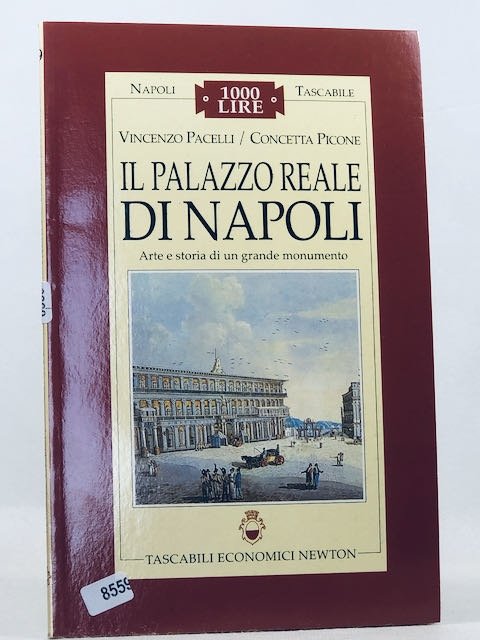 NAPOLI 1000 LIRE TASCABILE
VINCENZO PACELLI / CONCETTA PICONE
IL PALAZZO REALE
DI NAPOLI
Arte e storia di un grande monumento
TASCABILI ECONOMICI NEWTON
8559